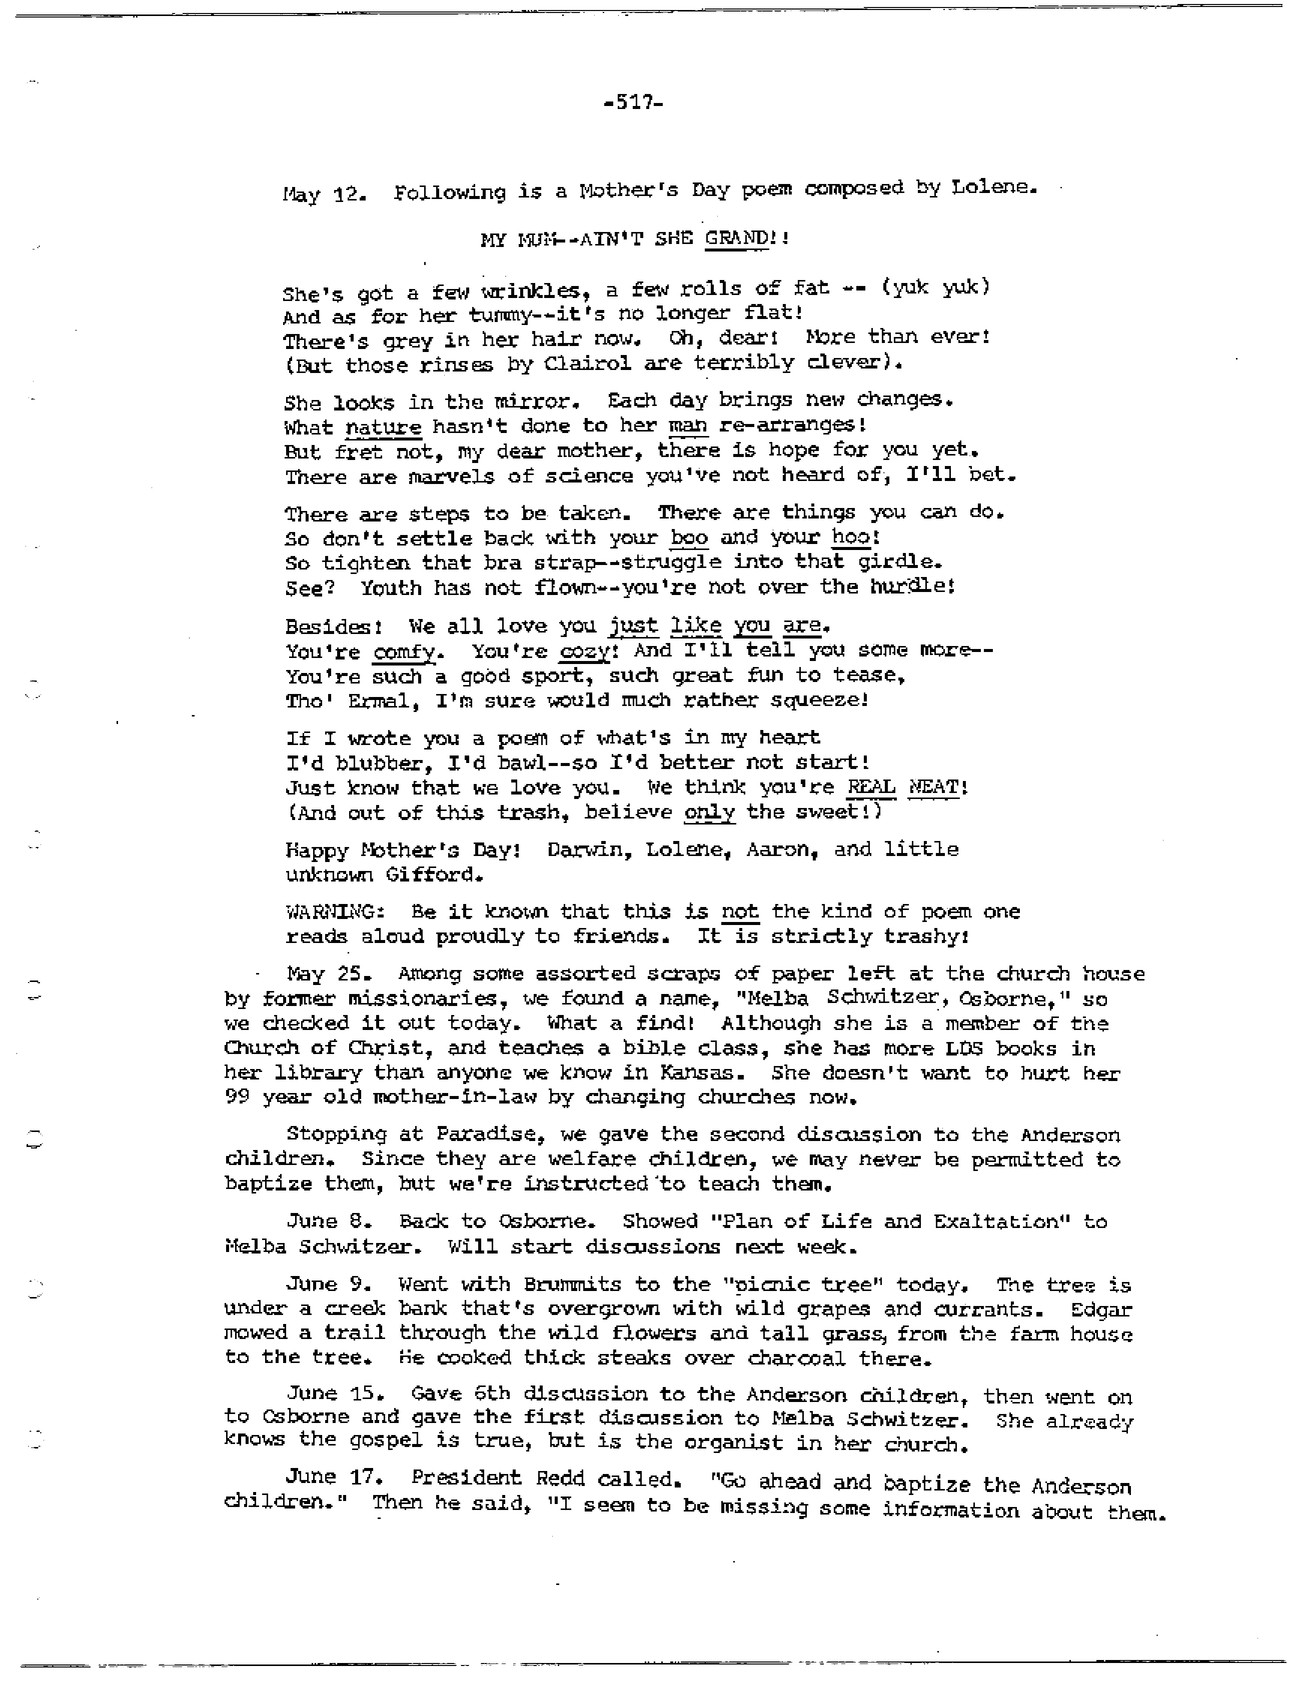 -517-
May 12. Following is a Mother's Day poem composed by Lolene.
MY MUM--AIN'T SHE GRAND!!
She's got a few wrinkles, a few rolls of fat -- (yuk yuk)
And as for her tummy--it's no longer flat!
There's grey in her hair now. Oh, dear! More than ever!
(But those rinses by Clairol are terribly clever).
She looks in the mirror. Each day brings new changes.
What nature hasn't done to her man re-arranges!
But fret not, my dear mother, there is hope for you yet.
There are marvels of science you've not heard of, I'll bet.
There are steps to be taken. There are things you can do.
So don't settle back with your boo and your hoo!
So tighten that bra strap--struggle into that girdle.
See? Youth has not flown--you're not over the hurdle!
Besides! We all love you just like you are.
You're comfy. You're cozy! And I'll tell you some more--
You're such a good sport, such great fun to tease,
Tho' Ermal, I'm sure would much rather squeeze!
If I wrote you a poem of what's in my heart
I'd blubber, I'd bawl--so I'd better not start!
Just know that we love you. We think you're REAL NEAT!
(And out of this trash, believe only the sweet!)
Happy Mother's Day! Darwin, Lolene, Aaron, and little
unknown Gifford.
WARNING: Be it known that this is not the kind of poem one
reads aloud proudly to friends. It is strictly trashy!
May 25. Among some assorted scraps of paper left at the church house
by former missionaries, we found a name, "Melba Schwitzer, Osborne," so
we checked it out today. What a find! Although she is a member of the
Church of Christ, and teaches a bible class, she has more LDS books in
her library than anyone we know in Kansas. She doesn't want to hurt her
99 year old mother-in-law by changing churches now.
Stopping at Paradise, we gave the second discussion to the Anderson
children. Since they are welfare children, we may never be permitted to
baptize them, but we're instructed to teach them.
June 8. Back to Osborne. Showed "Plan of Life and Exaltation" to
Melba Schwitzer. Will start discussions next week.
June 9. Went with Brummits to the "picnic tree" today. The tree is
under a creek bank that's overgrown with wild grapes and currants. Edgar
mowed a trail through the wild flowers and tall grass, from the farm house
to the tree. He cooked thick steaks over charcoal there.
June 15. Gave 6th discussion to the Anderson children, then went on
to Osborne and gave the first discussion to Melba Schwitzer. She already
knows the gospel is true, but is the organist in her church.
June 17. President Redd called. "Go ahead and baptize the Anderson
children." Then he said, "I seem to be missing some information about them.